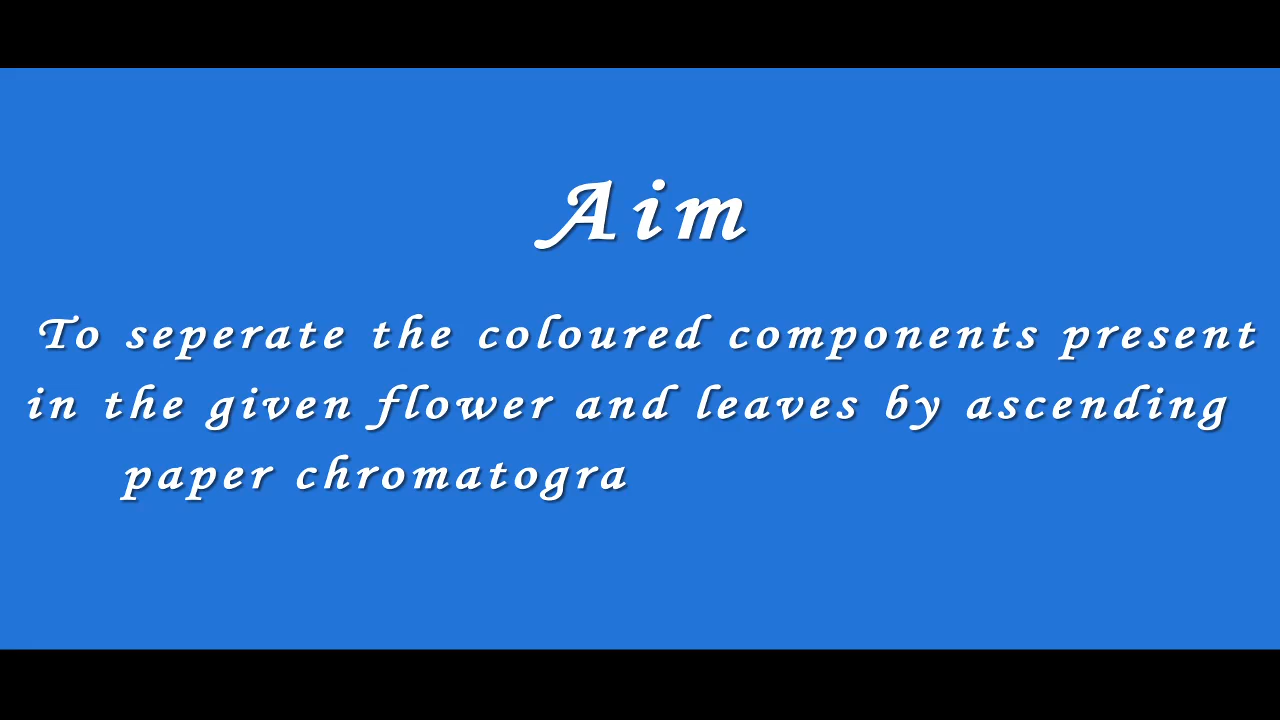 Aim
To seperate the coloured components present
in the given flower and leaves by ascending
paper chromatogra